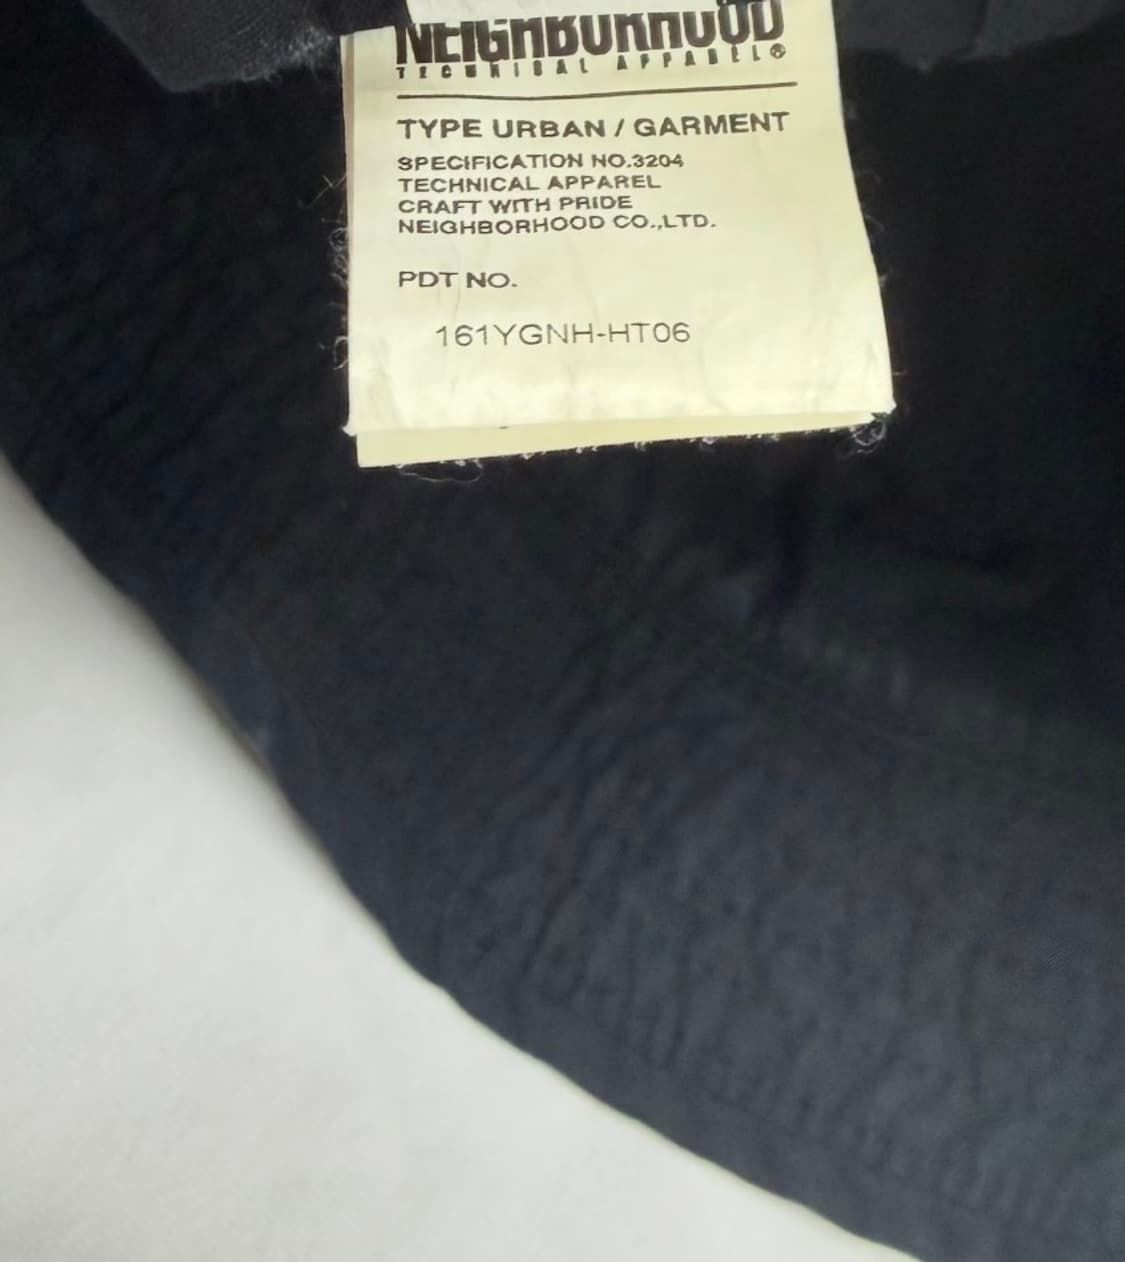 NEIGHBORHOOD
TECHNICAL APPAREL®
TYPE URBAN / GARMENT
SPECIFICATION NO.3204
TECHNICAL APPAREL
CRAFT WITH PRIDE
NEIGHBORHOOD CO.,LTD.
PDT NO.
161YGNH-HT06